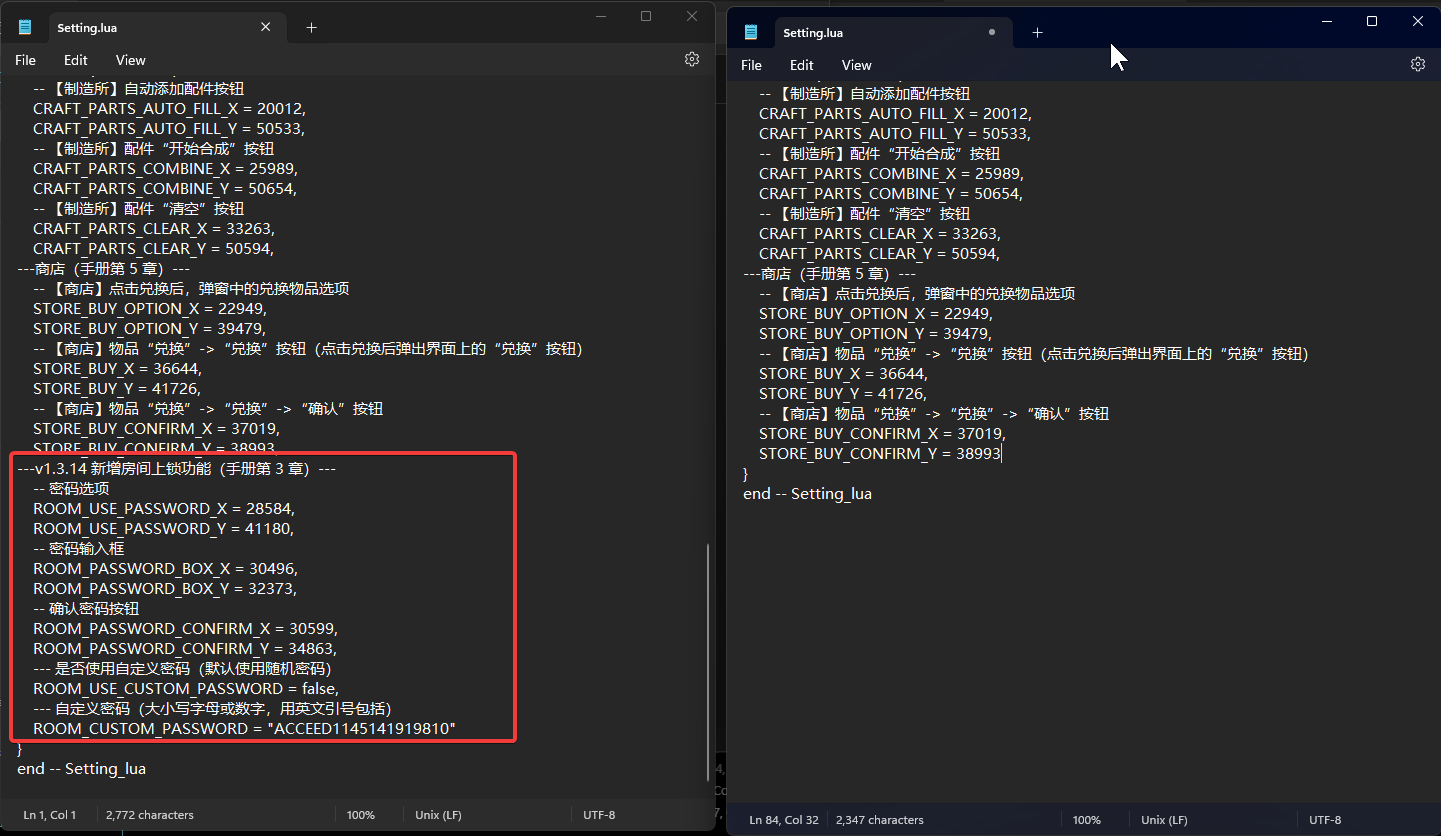 Setting.lua
File Edit View
-- 【制造所】自动添加配件按钮
CRAFT_PARTS_AUTO_FILL_X = 20012,
CRAFT_PARTS_AUTO_FILL_Y = 50533,
-- 【制造所】配件“开始合成”按钮
CRAFT_PARTS_COMBINE_X = 25989,
CRAFT_PARTS_COMBINE_Y = 50654,
-- 【制造所】配件“清空”按钮
CRAFT_PARTS_CLEAR_X = 33263,
CRAFT_PARTS_CLEAR_Y = 50594,
---商店（手册第 5 章）---
-- 【商店】点击兑换后，弹窗中的兑换物品选项
STORE_BUY_OPTION_X = 22949,
STORE_BUY_OPTION_Y = 39479,
-- 【商店】物品“兑换”->“兑换”按钮（点击兑换后弹出界面上的“兑换”按钮）
STORE_BUY_X = 36644,
STORE_BUY_Y = 41726,
-- 【商店】物品“兑换”->“兑换”->“确认”按钮
STORE_BUY_CONFIRM_X = 37019,
STORE_BUY_CONFIRM_Y = 38993,
---v1.3.14 新增房间上锁功能（手册第 3 章）---
-- 密码选项
ROOM_USE_PASSWORD_X = 28584,
ROOM_USE_PASSWORD_Y = 41180,
-- 密码输入框
ROOM_PASSWORD_BOX_X = 30496,
ROOM_PASSWORD_BOX_Y = 32373,
-- 确认密码按钮
ROOM_PASSWORD_CONFIRM_X = 30599,
ROOM_PASSWORD_CONFIRM_Y = 34863,
--- 是否使用自定义密码（默认使用随机密码）
ROOM_USE_CUSTOM_PASSWORD = false,
--- 自定义密码（大小写字母或数字，用英文引号包括）
ROOM_CUSTOM_PASSWORD = "ACCEED1145141919810"
}
end -- Setting_lua
Ln 1, Col 1 2,772 characters 100% Unix (LF) UTF-8
Setting.lua
File Edit View
-- 【制造所】自动添加配件按钮
CRAFT_PARTS_AUTO_FILL_X = 20012,
CRAFT_PARTS_AUTO_FILL_Y = 50533,
-- 【制造所】配件“开始合成”按钮
CRAFT_PARTS_COMBINE_X = 25989,
CRAFT_PARTS_COMBINE_Y = 50654,
-- 【制造所】配件“清空”按钮
CRAFT_PARTS_CLEAR_X = 33263,
CRAFT_PARTS_CLEAR_Y = 50594,
---商店（手册第 5 章）---
-- 【商店】点击兑换后，弹窗中的兑换物品选项
STORE_BUY_OPTION_X = 22949,
STORE_BUY_OPTION_Y = 39479,
-- 【商店】物品“兑换”->“兑换”按钮（点击兑换后弹出界面上的“兑换”按钮）
STORE_BUY_X = 36644,
STORE_BUY_Y = 41726,
-- 【商店】物品“兑换”->“兑换”->“确认”按钮
STORE_BUY_CONFIRM_X = 37019,
STORE_BUY_CONFIRM_Y = 38993
}
end -- Setting_lua
Ln 84, Col 32 2,347 characters 100% Unix (LF) UTF-8